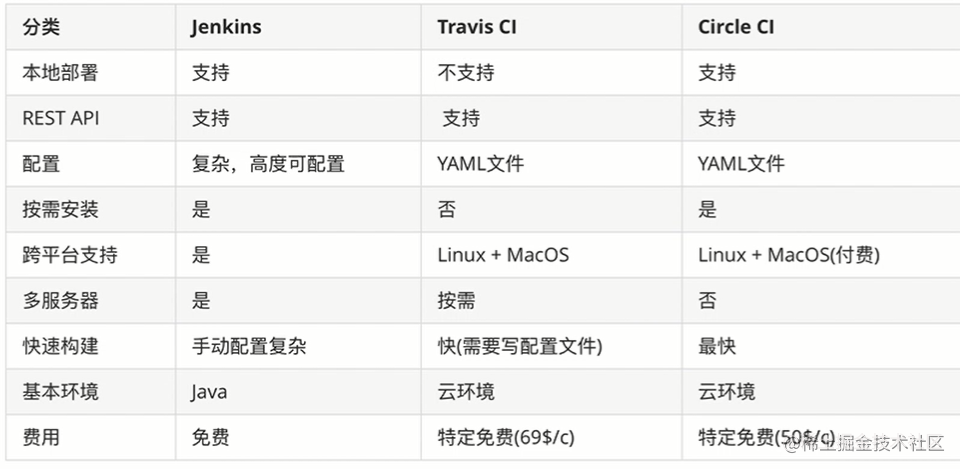 分类 Jenkins Travis CI Circle CI
本地部署 支持 不支持 支持
REST API 支持 支持 支持
配置 复杂，高度可配置 YAML文件 YAML文件
按需安装 是 否 是
跨平台支持 是 Linux + MacOS Linux + MacOS(付费)
多服务器 是 按需 否
快速构建 手动配置复杂 快(需要写配置文件) 最快
基本环境 Java 云环境 云环境
费用 免费 特定免费(69$/c) 特定免费(50$/c)
@稀土掘金技术社区